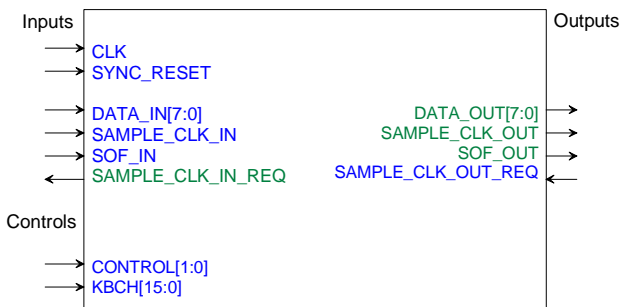 Inputs
Outputs
CLK
SYNC_RESET
DATA_IN[7:0]
SAMPLE_CLK_IN
SOF_IN
SAMPLE_CLK_IN_REQ
DATA_OUT[7:0]
SAMPLE_CLK_OUT
SOF_OUT
SAMPLE_CLK_OUT_REQ
Controls
CONTROL[1:0]
KBCH[15:0]